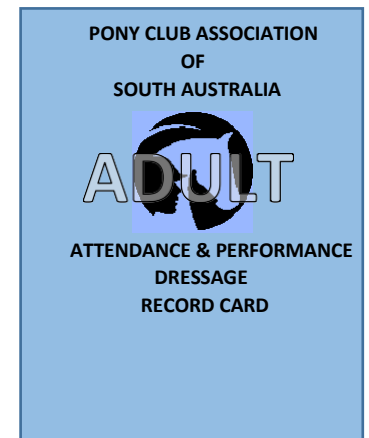 PONY CLUB ASSOCIATION
OF
SOUTH AUSTRALIA
ADULT
ATTENDANCE & PERFORMANCE
DRESSAGE
RECORD CARD